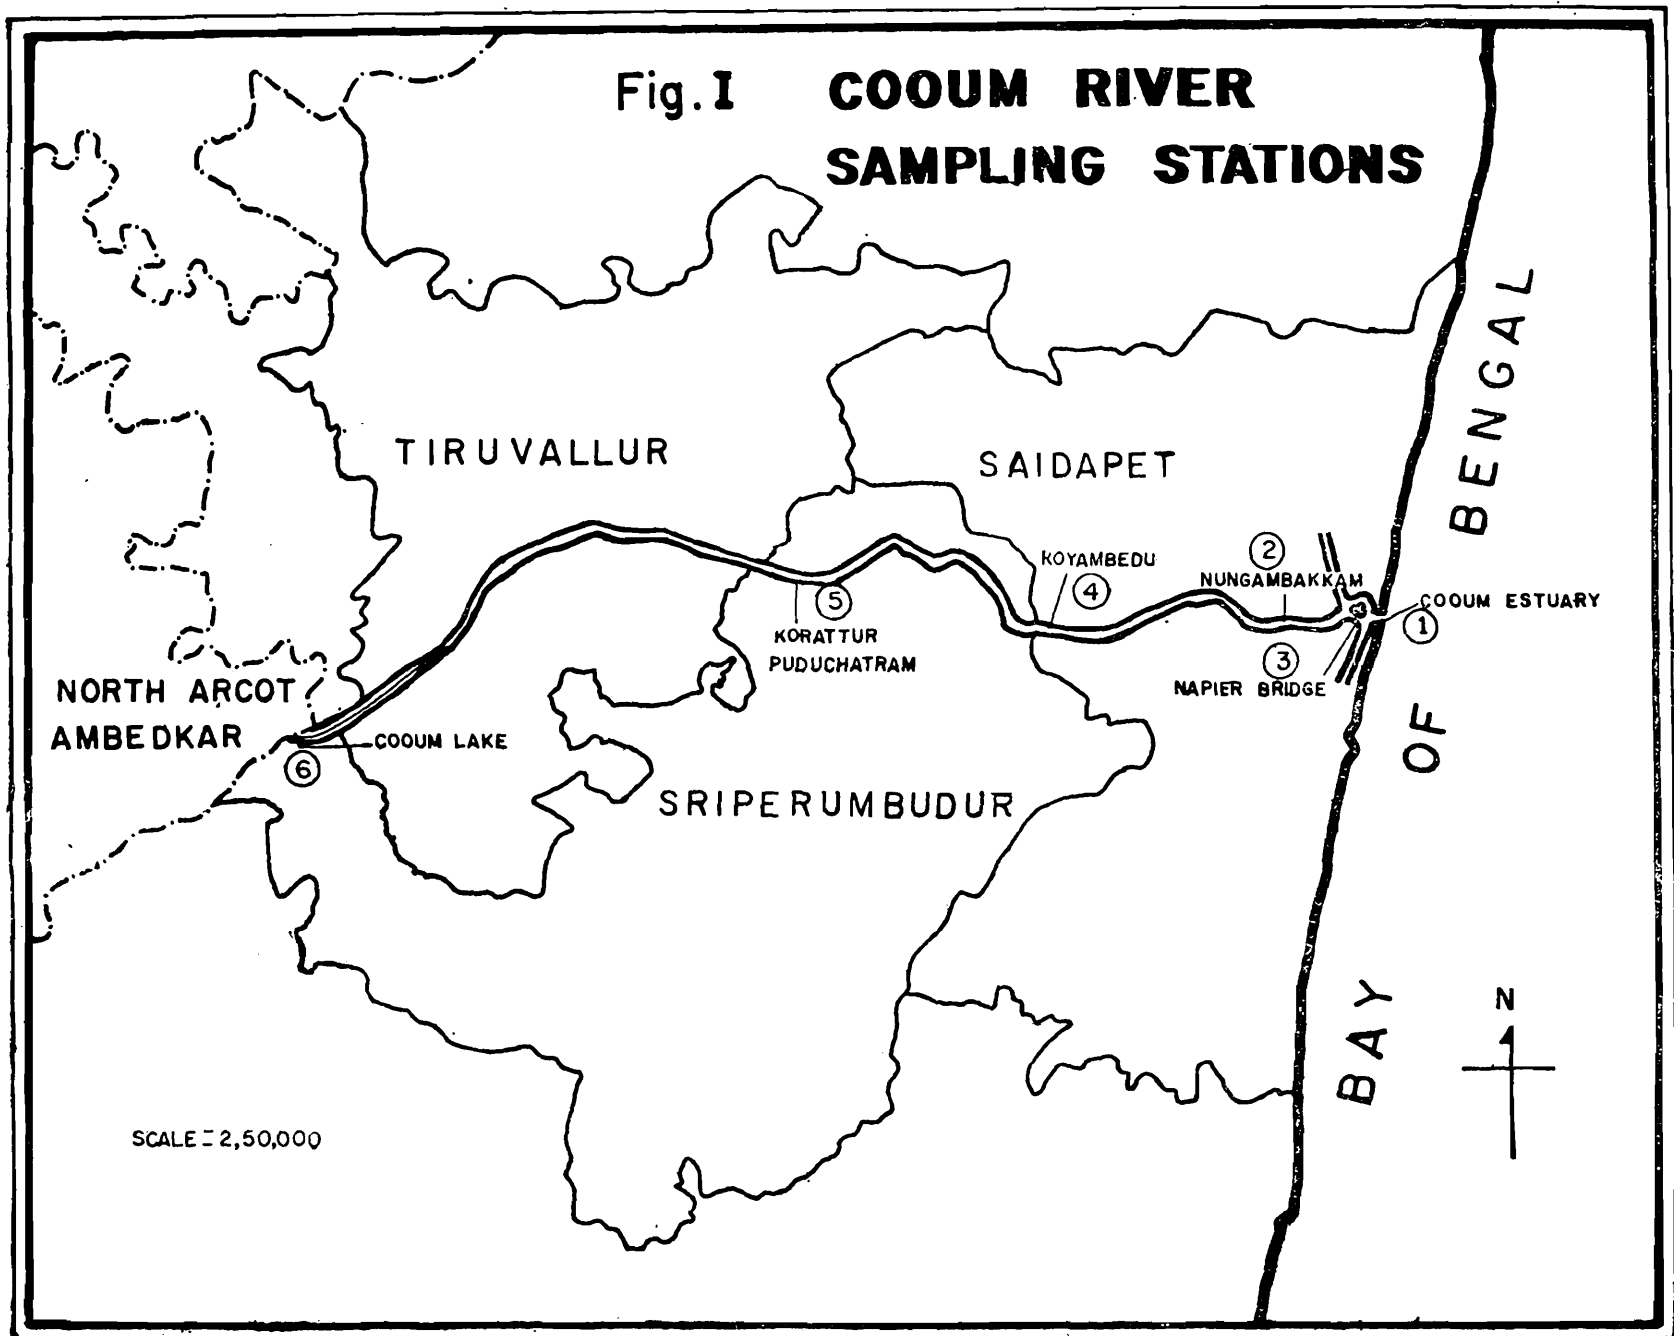 Fig. I COOUM RIVER
SAMPLING STATIONS
TIRUVALLUR
SAIDAPET
BAY OF BENGAL
KOYAMBEDU
4
2
NUNGAMBAKKAM
COOUM ESTUARY
1
5
KORATTUR
PUDUCHATRAM
3
NAPIER BRIDGE
NORTH ARCOT
AMBEDKAR
COOUM LAKE
6
SRIPERUMBUDUR
N
SCALE = 2,50,000